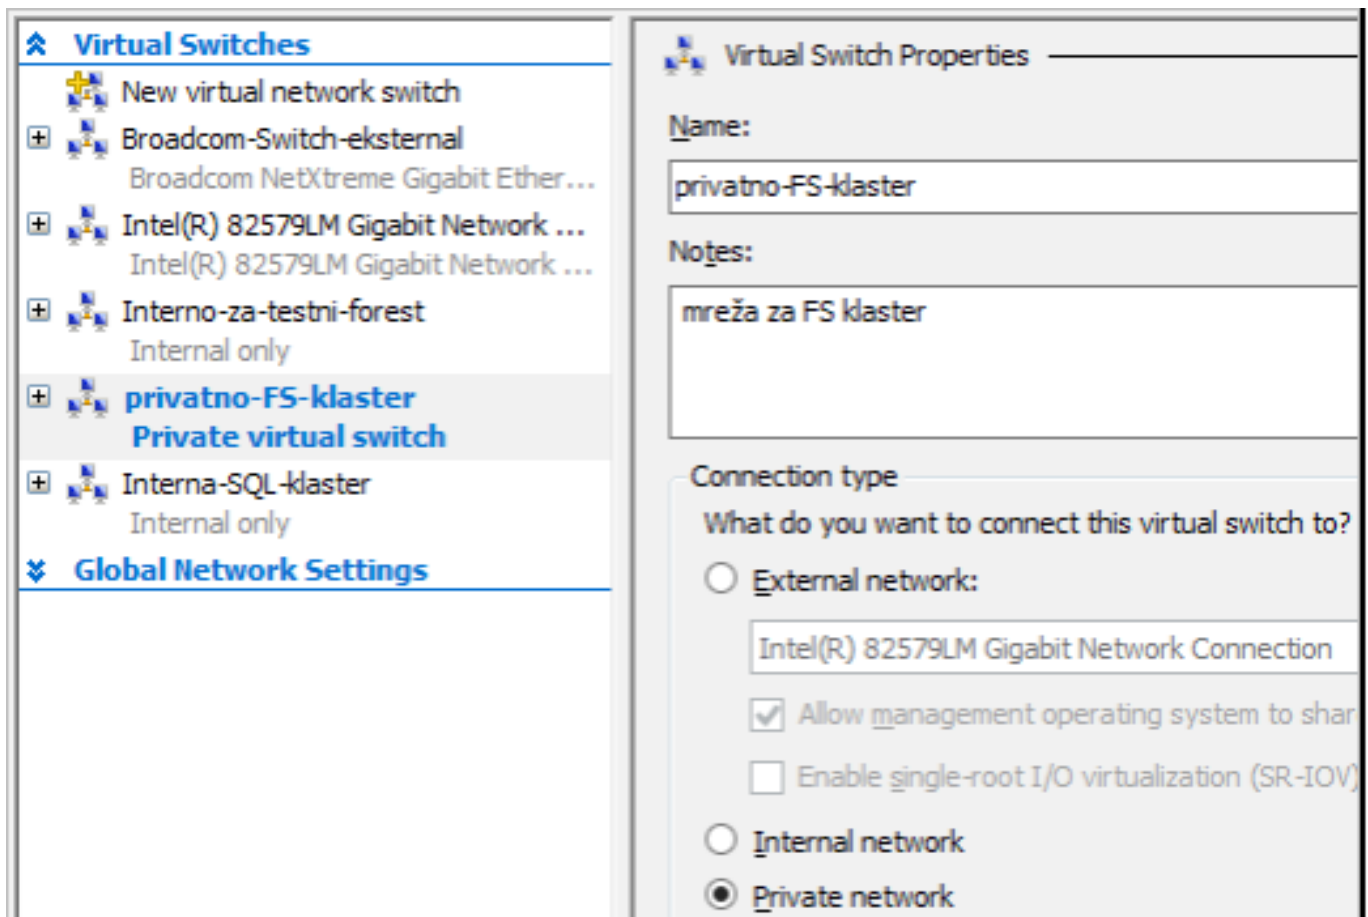 Virtual Switches
New virtual network switch
Broadcom-Switch-eksternal
Broadcom NetXtreme Gigabit Ether...
Intel(R) 82579LM Gigabit Network ...
Intel(R) 82579LM Gigabit Network ...
Interno-za-testni-forest
Internal only
privatno-FS-klaster
Private virtual switch
Interna-SQL-klaster
Internal only
Global Network Settings
Virtual Switch Properties
Name:
privatno-FS-klaster
Notes:
mreža za FS klaster
Connection type
What do you want to connect this virtual switch to?
External network:
Intel(R) 82579LM Gigabit Network Connection
Allow management operating system to shar
Enable single-root I/O virtualization (SR-IOV)
Internal network
Private network